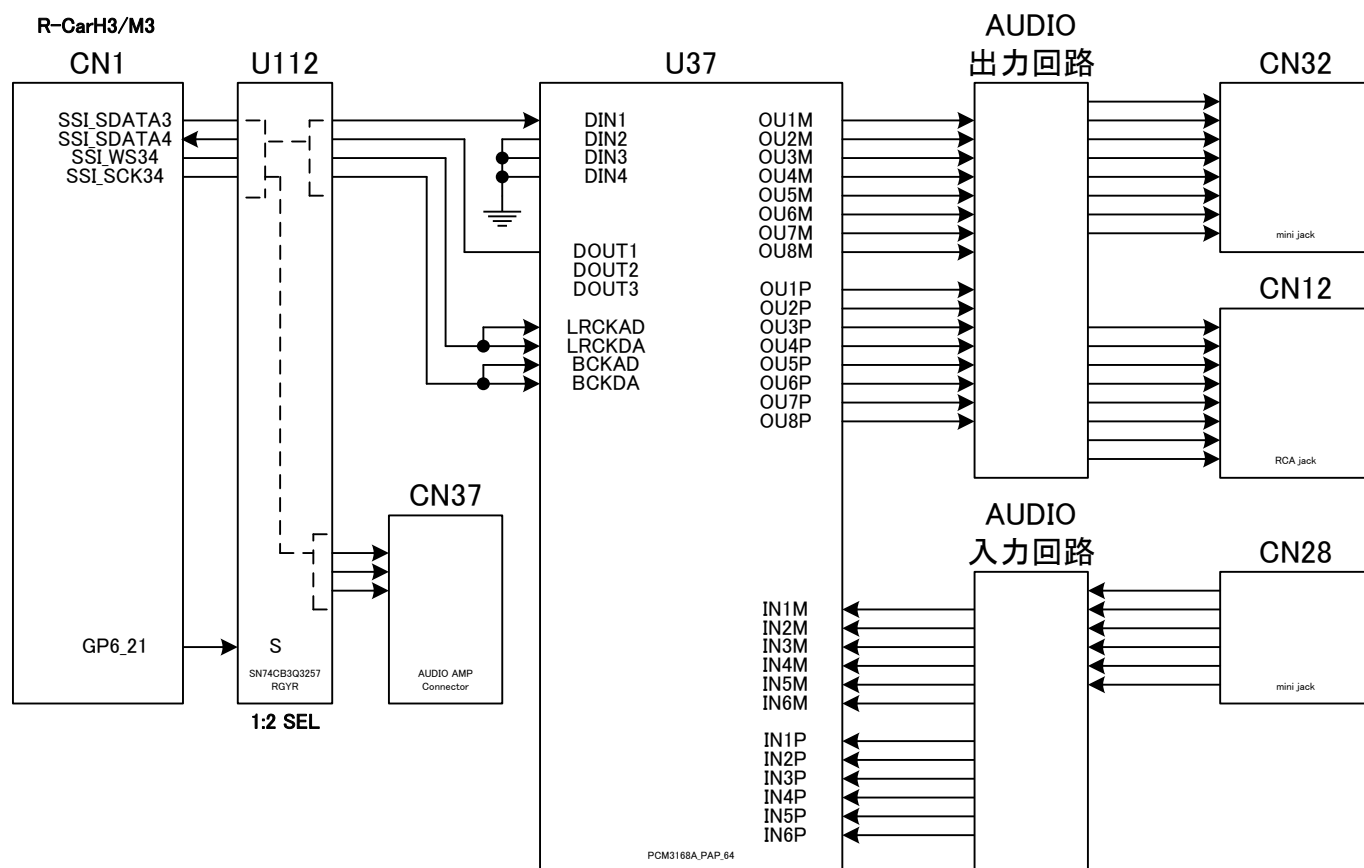 R-CarH3/M3
CN1
SSI_SDATA3
SSI_SDATA4
SSI_WS34
SSI_SCK34
GP6_21
U112
S
SN74CB3Q3257
RGYR
1:2 SEL
CN37
AUDIO AMP
Connector
U37
DIN1
DIN2
DIN3
DIN4
DOUT1
DOUT2
DOUT3
LRCKAD
LRCKDA
BCKAD
BCKDA
OU1M
OU2M
OU3M
OU4M
OU5M
OU6M
OU7M
OU8M
OU1P
OU2P
OU3P
OU4P
OU5P
OU6P
OU7P
OU8P
IN1M
IN2M
IN3M
IN4M
IN5M
IN6M
IN1P
IN2P
IN3P
IN4P
IN5P
IN6P
PCM3168A_PAP_64
AUDIO
出力回路
CN32
mini jack
CN12
RCA jack
AUDIO
入力回路
CN28
mini jack